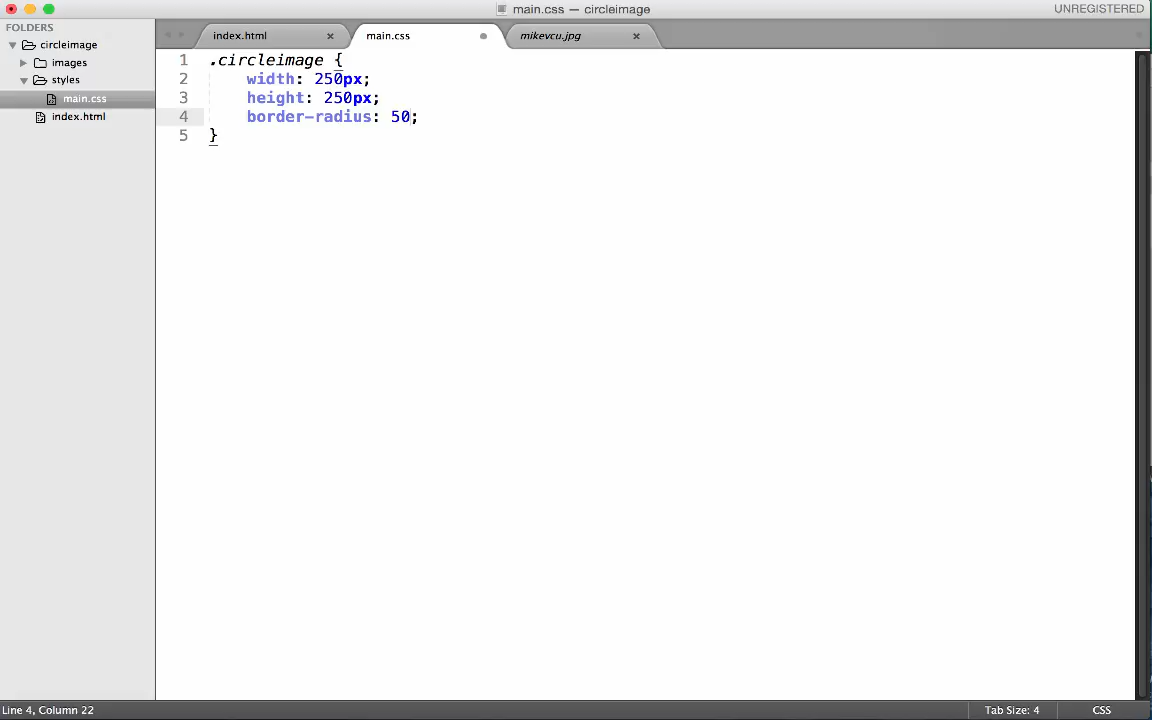 main.css — circleimage
UNREGISTERED
FOLDERS
circleimage
images
styles
main.css
index.html
index.html
main.css
mikevcu.jpg
1 .circleimage {
2 width: 250px;
3 height: 250px;
4 border-radius: 50;
5 }
Line 4, Column 22
Tab Size: 4
CSS